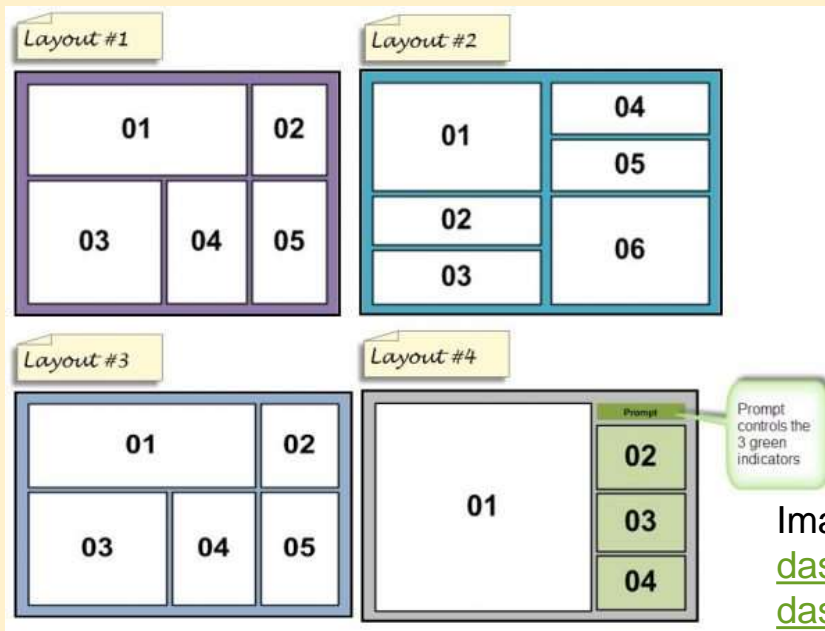 Layout #1
01
02
03
04
05
Layout #2
01
04
05
02
03
06
Layout #3
01
02
03
04
05
Layout #4
Prompt
01
02
03
04
Prompt
controls the
3 green
indicators